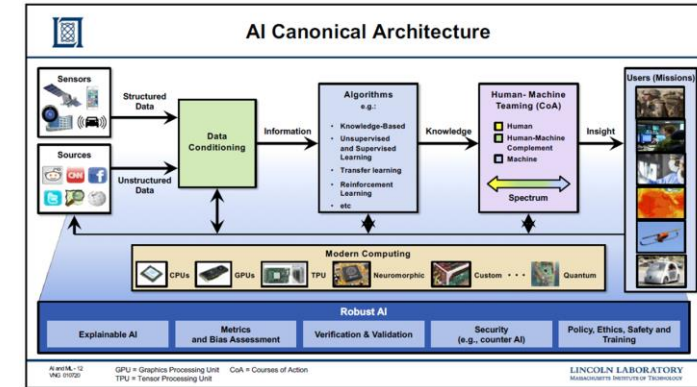 AI Canonical Architecture
Sensors
Structured
Data
Sources
Unstructured
Data
Data
Conditioning
Information
Algorithms
e.g.:
• Knowledge-Based
• Unsupervised
and Supervised
Learning
• Transfer learning
• Reinforcement
Learning
• etc
Knowledge
Human- Machine
Teaming (CoA)
Human
Human-Machine
Complement
Machine
Spectrum
Insight
Users (Missions)
CNN
Modern Computing
CPUs
GPUs
TPU
Neuromorphic
Custom
• • •
Quantum
Robust AI
Explainable AI
Metrics
and Bias Assessment
Verification & Validation
Security
(e.g., counter AI)
Policy, Ethics, Safety and
Training
AI and ML - 12
VNG 010720
GPU = Graphics Processing Unit CoA = Courses of Action
TPU = Tensor Processing Unit
LINCOLN LABORATORY
MASSACHUSETTS INSTITUTE OF TECHNOLOGY